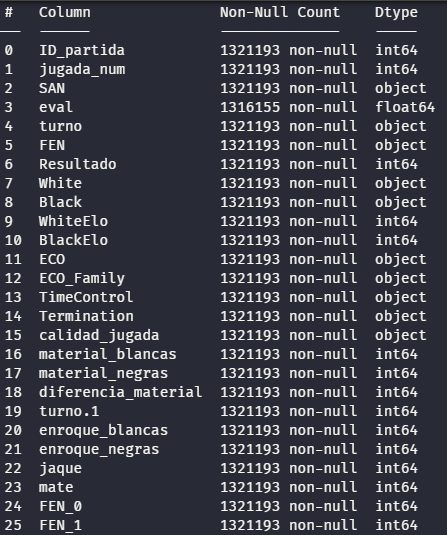 #   Column               Non-Null Count    Dtype
--  ------               --------------    -----
0   ID_partida           1321193 non-null  int64
1   jugada_num           1321193 non-null  int64
2   SAN                  1321193 non-null  object
3   eval                 1316155 non-null  float64
4   turno                1321193 non-null  object
5   FEN                  1321193 non-null  object
6   Resultado            1321193 non-null  int64
7   White                1321193 non-null  object
8   Black                1321193 non-null  object
9   WhiteElo             1321193 non-null  int64
10  BlackElo             1321193 non-null  int64
11  ECO                  1321193 non-null  object
12  ECO_Family           1321193 non-null  object
13  TimeControl          1321193 non-null  object
14  Termination          1321193 non-null  object
15  calidad_jugada       1321193 non-null  object
16  material_blancas     1321193 non-null  int64
17  material_negras      1321193 non-null  int64
18  diferencia_material  1321193 non-null  int64
19  turno.1              1321193 non-null  int64
20  enroque_blancas      1321193 non-null  int64
21  enroque_negras       1321193 non-null  int64
22  jaque                1321193 non-null  int64
23  mate                 1321193 non-null  int64
24  FEN_0                1321193 non-null  int64
25  FEN_1                1321193 non-null  int64